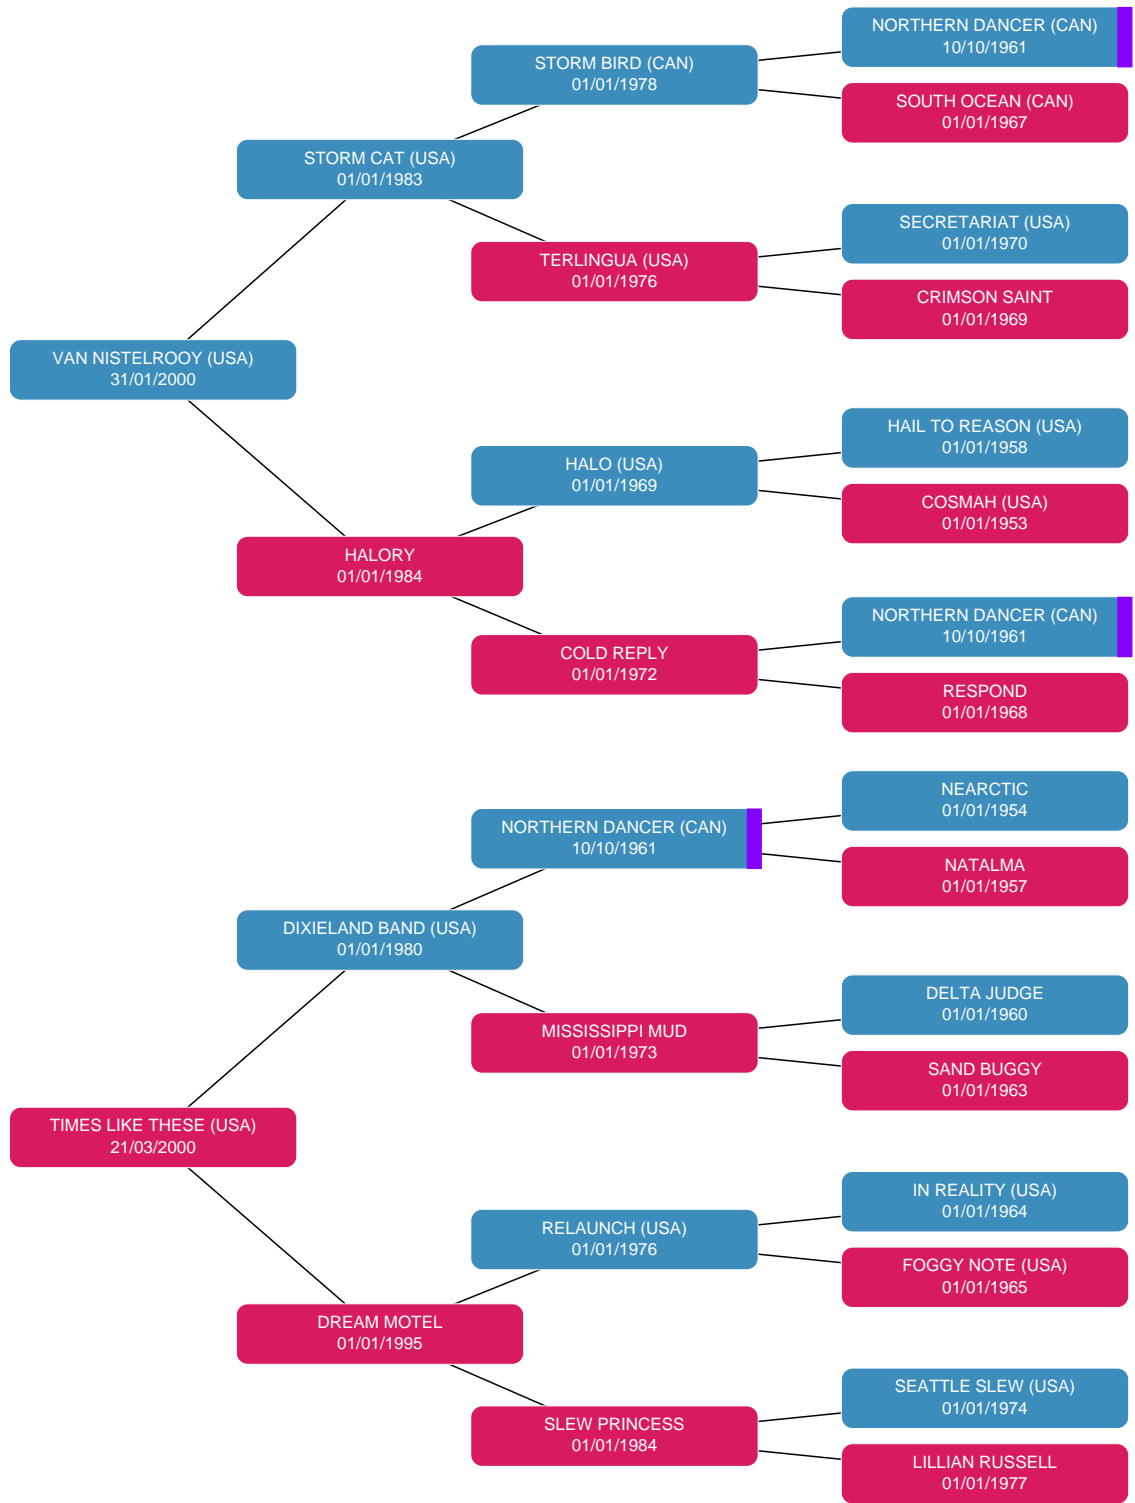 NORTHERN DANCER (CAN)
10/10/1961
STORM BIRD (CAN)
01/01/1978
SOUTH OCEAN (CAN)
01/01/1967
STORM CAT (USA)
01/01/1983
SECRETARIAT (USA)
01/01/1970
TERLINGUA (USA)
01/01/1976
CRIMSON SAINT
01/01/1969
VAN NISTELROOY (USA)
31/01/2000
HAIL TO REASON (USA)
01/01/1958
HALO (USA)
01/01/1969
COSMAH (USA)
01/01/1953
HALORY
01/01/1984
NORTHERN DANCER (CAN)
10/10/1961
COLD REPLY
01/01/1972
RESPOND
01/01/1968
NEARCTIC
01/01/1954
NORTHERN DANCER (CAN)
10/10/1961
NATALMA
01/01/1957
DIXIELAND BAND (USA)
01/01/1980
DELTA JUDGE
01/01/1960
MISSISSIPPI MUD
01/01/1973
SAND BUGGY
01/01/1963
TIMES LIKE THESE (USA)
21/03/2000
IN REALITY (USA)
01/01/1964
RELAUNCH (USA)
01/01/1976
FOGGY NOTE (USA)
01/01/1965
DREAM MOTEL
01/01/1995
SEATTLE SLEW (USA)
01/01/1974
SLEW PRINCESS
01/01/1984
LILLIAN RUSSELL
01/01/1977